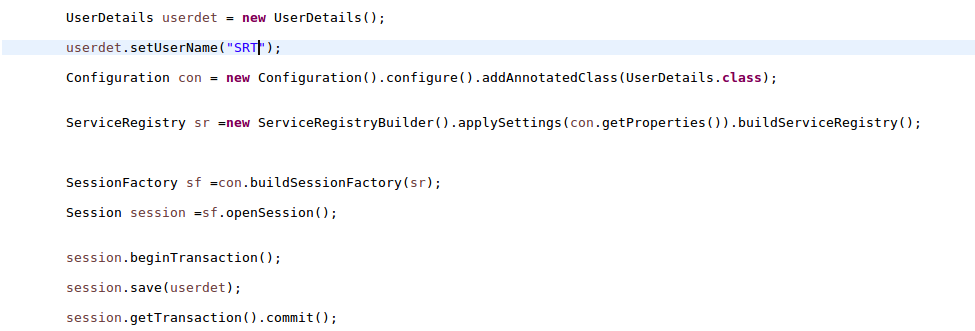 UserDetails userdet = new UserDetails();
userdet.setUserName("SRT");
Configuration con = new Configuration().configure().addAnnotatedClass(UserDetails.class);
ServiceRegistry sr =new ServiceRegistryBuilder().applySettings(con.getProperties()).buildServiceRegistry();
SessionFactory sf =con.buildSessionFactory(sr);
Session session =sf.openSession();
session.beginTransaction();
session.save(userdet);
session.getTransaction().commit();